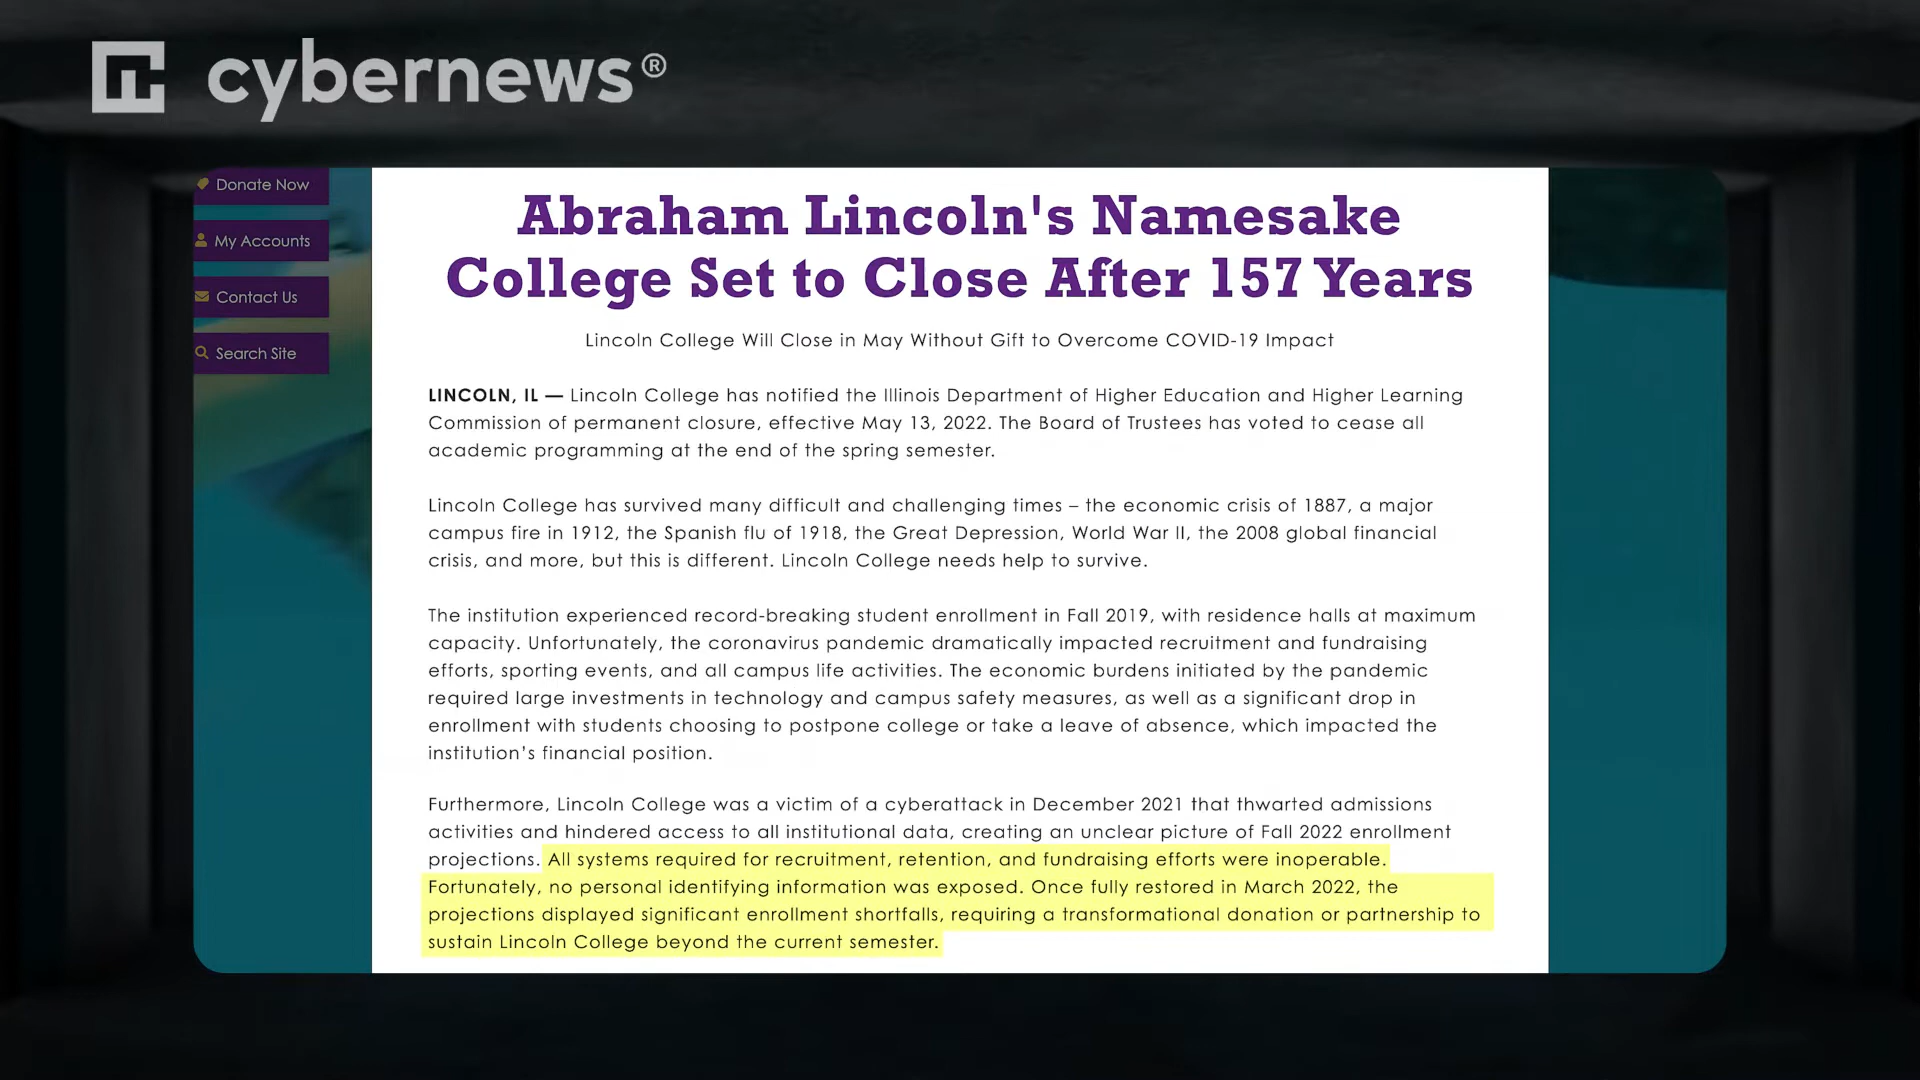 cybernews®
Donate Now
My Accounts
Contact Us
Search Site
Abraham Lincoln's Namesake
College Set to Close After 157 Years
Lincoln College Will Close in May Without Gift to Overcome COVID-19 Impact
LINCOLN, IL — Lincoln College has notified the Illinois Department of Higher Education and Higher Learning
Commission of permanent closure, effective May 13, 2022. The Board of Trustees has voted to cease all
academic programming at the end of the spring semester.
Lincoln College has survived many difficult and challenging times – the economic crisis of 1887, a major
campus fire in 1912, the Spanish flu of 1918, the Great Depression, World War II, the 2008 global financial
crisis, and more, but this is different. Lincoln College needs help to survive.
The institution experienced record-breaking student enrollment in Fall 2019, with residence halls at maximum
capacity. Unfortunately, the coronavirus pandemic dramatically impacted recruitment and fundraising
efforts, sporting events, and all campus life activities. The economic burdens initiated by the pandemic
required large investments in technology and campus safety measures, as well as a significant drop in
enrollment with students choosing to postpone college or take a leave of absence, which impacted the
institution’s financial position.
Furthermore, Lincoln College was a victim of a cyberattack in December 2021 that thwarted admissions
activities and hindered access to all institutional data, creating an unclear picture of Fall 2022 enrollment
projections. All systems required for recruitment, retention, and fundraising efforts were inoperable.
Fortunately, no personal identifying information was exposed. Once fully restored in March 2022, the
projections displayed significant enrollment shortfalls, requiring a transformational donation or partnership to
sustain Lincoln College beyond the current semester.